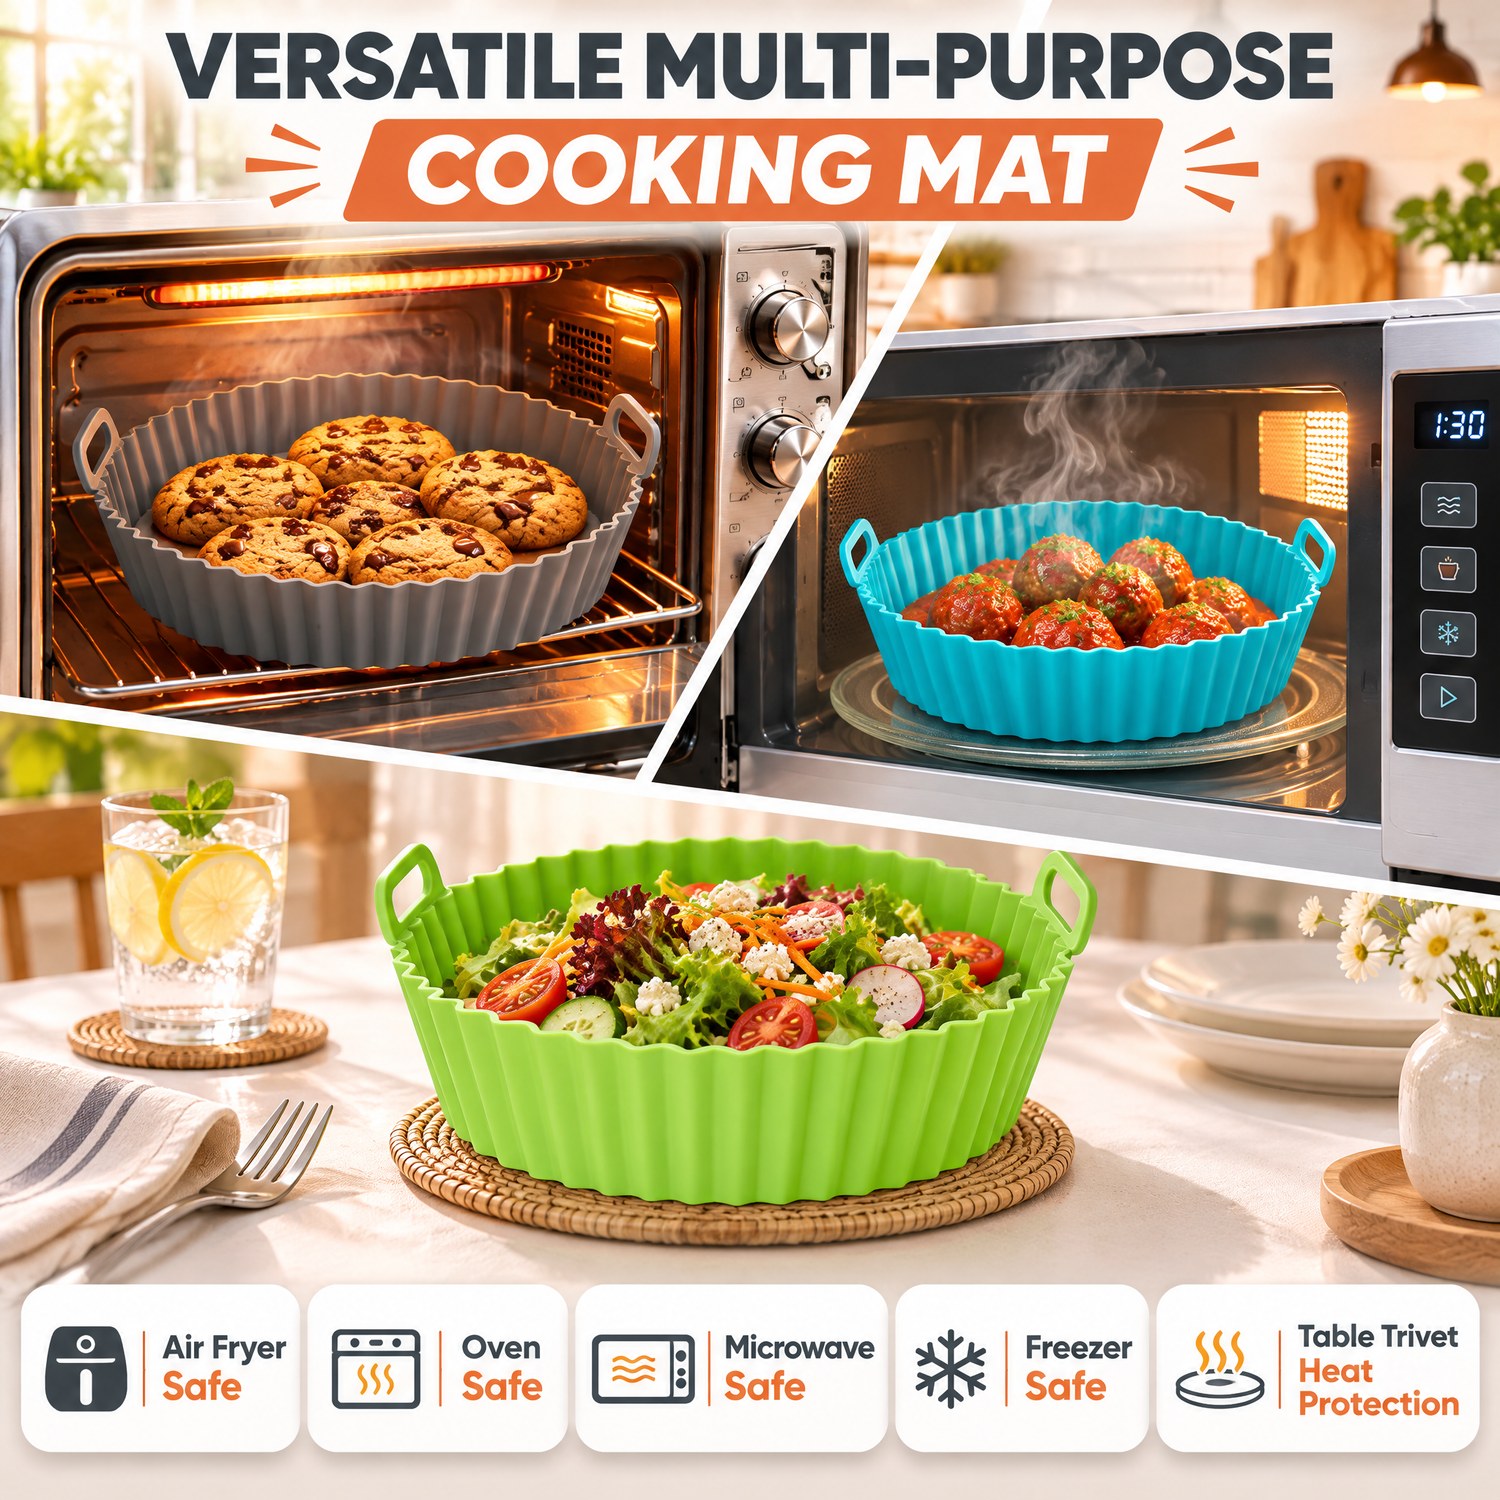 VERSATILE MULTI-PURPOSE
COOKING MAT
1:30
Air Fryer
Safe
Oven
Safe
Microwave
Safe
Freezer
Safe
Table Trivet
Heat
Protection